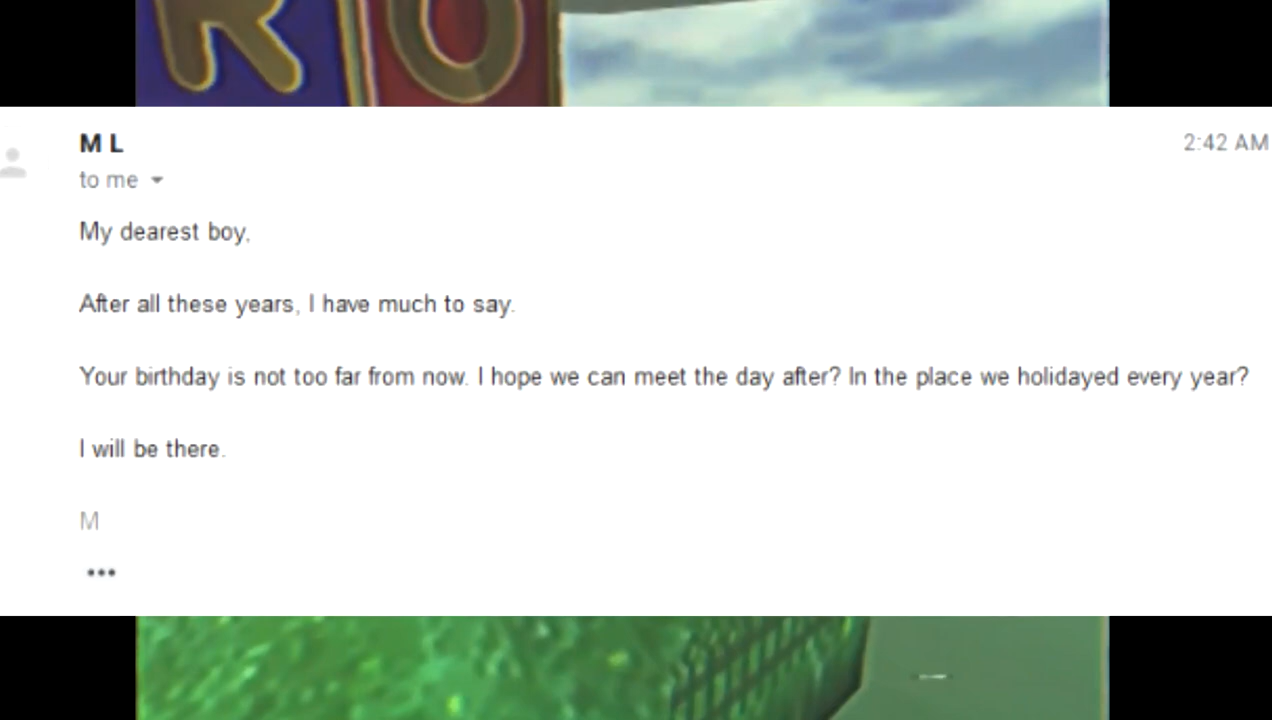 RO
M L
2:42 AM
to me
My dearest boy,
After all these years, I have much to say.
Your birthday is not too far from now. I hope we can meet the day after? In the place we holidayed every year?
I will be there.
M